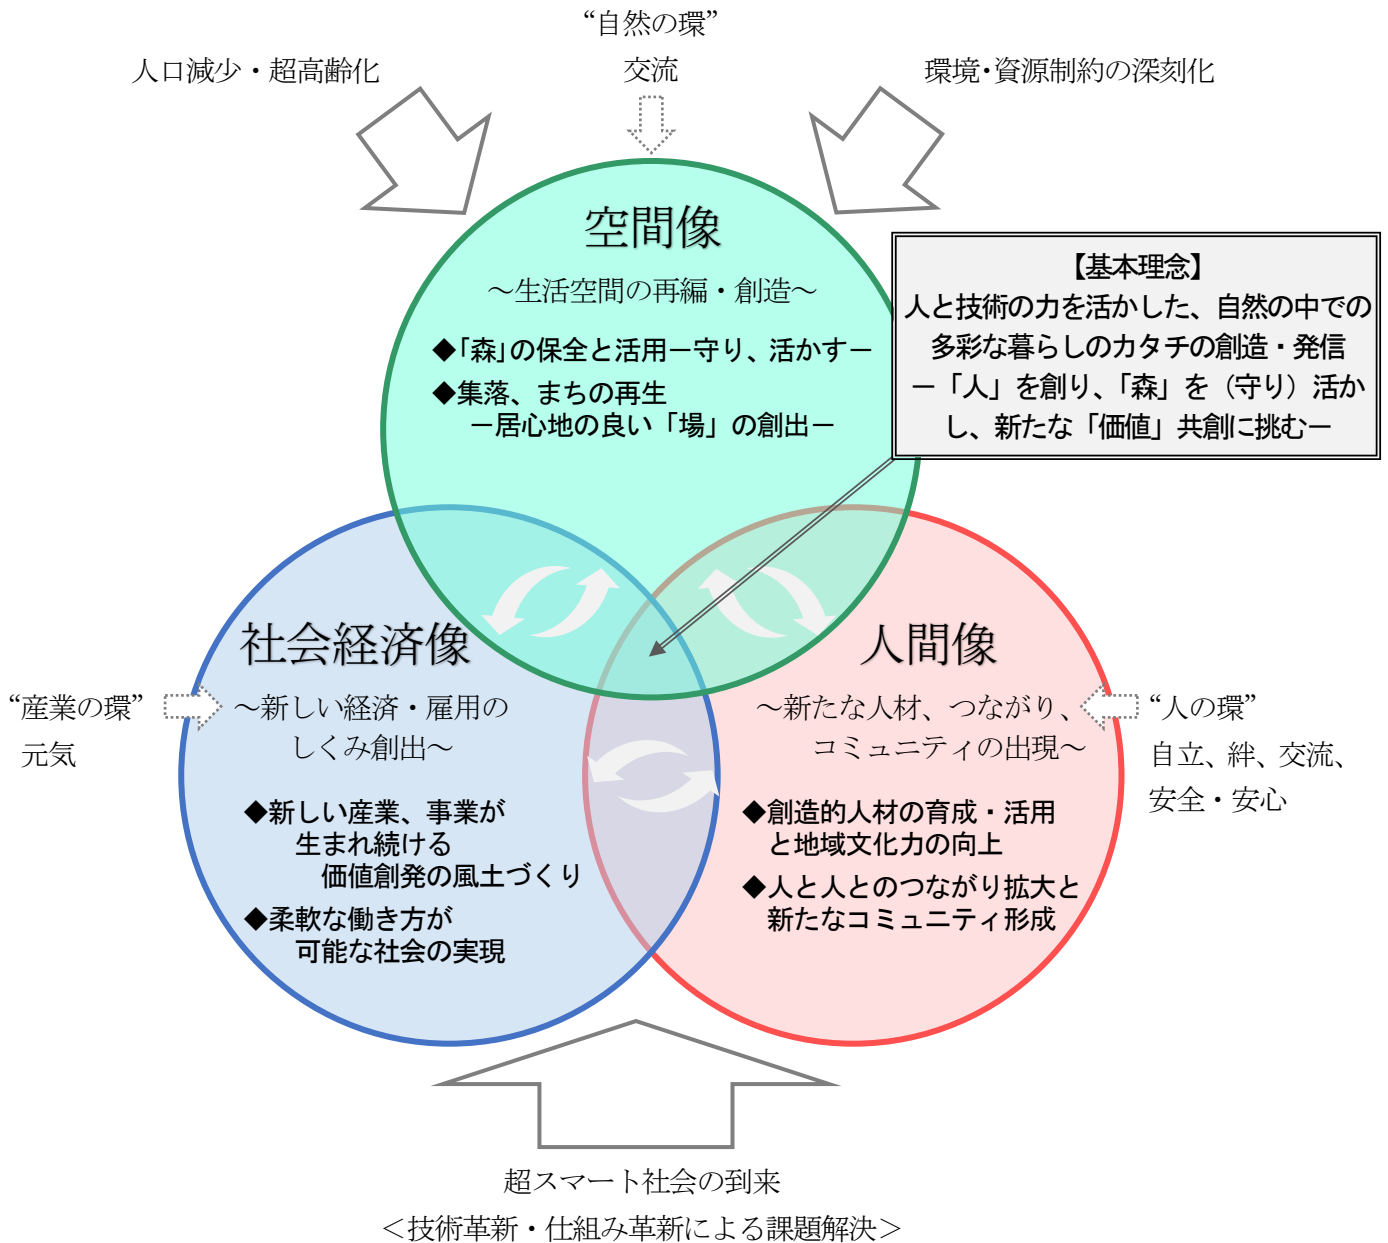 “自然の環”
交流
人口減少・超高齢化
環境・資源制約の深刻化
空間像
～生活空間の再編・創造～
◆「森」の保全と活用－守り、活かす－
◆集落、まちの再生
－居心地の良い「場」の創出－
【基本理念】
人と技術の力を活かした、自然の中での
多彩な暮らしのカタチの創造・発信
－「人」を創り、「森」を（守り）活か
し、新たな「価値」共創に挑む－
社会経済像
～新しい経済・雇用の
しくみ創出～
◆新しい産業、事業が
生まれ続ける
価値創発の風土づくり
◆柔軟な働き方が
可能な社会の実現
“産業の環”
元気
人間像
～新たな人材、つながり、
コミュニティの出現～
◆創造的人材の育成・活用
と地域文化力の向上
◆人と人とのつながり拡大と
新たなコミュニティ形成
“人の環”
自立、絆、交流、
安全・安心
超スマート社会の到来
＜技術革新・仕組み革新による課題解決＞